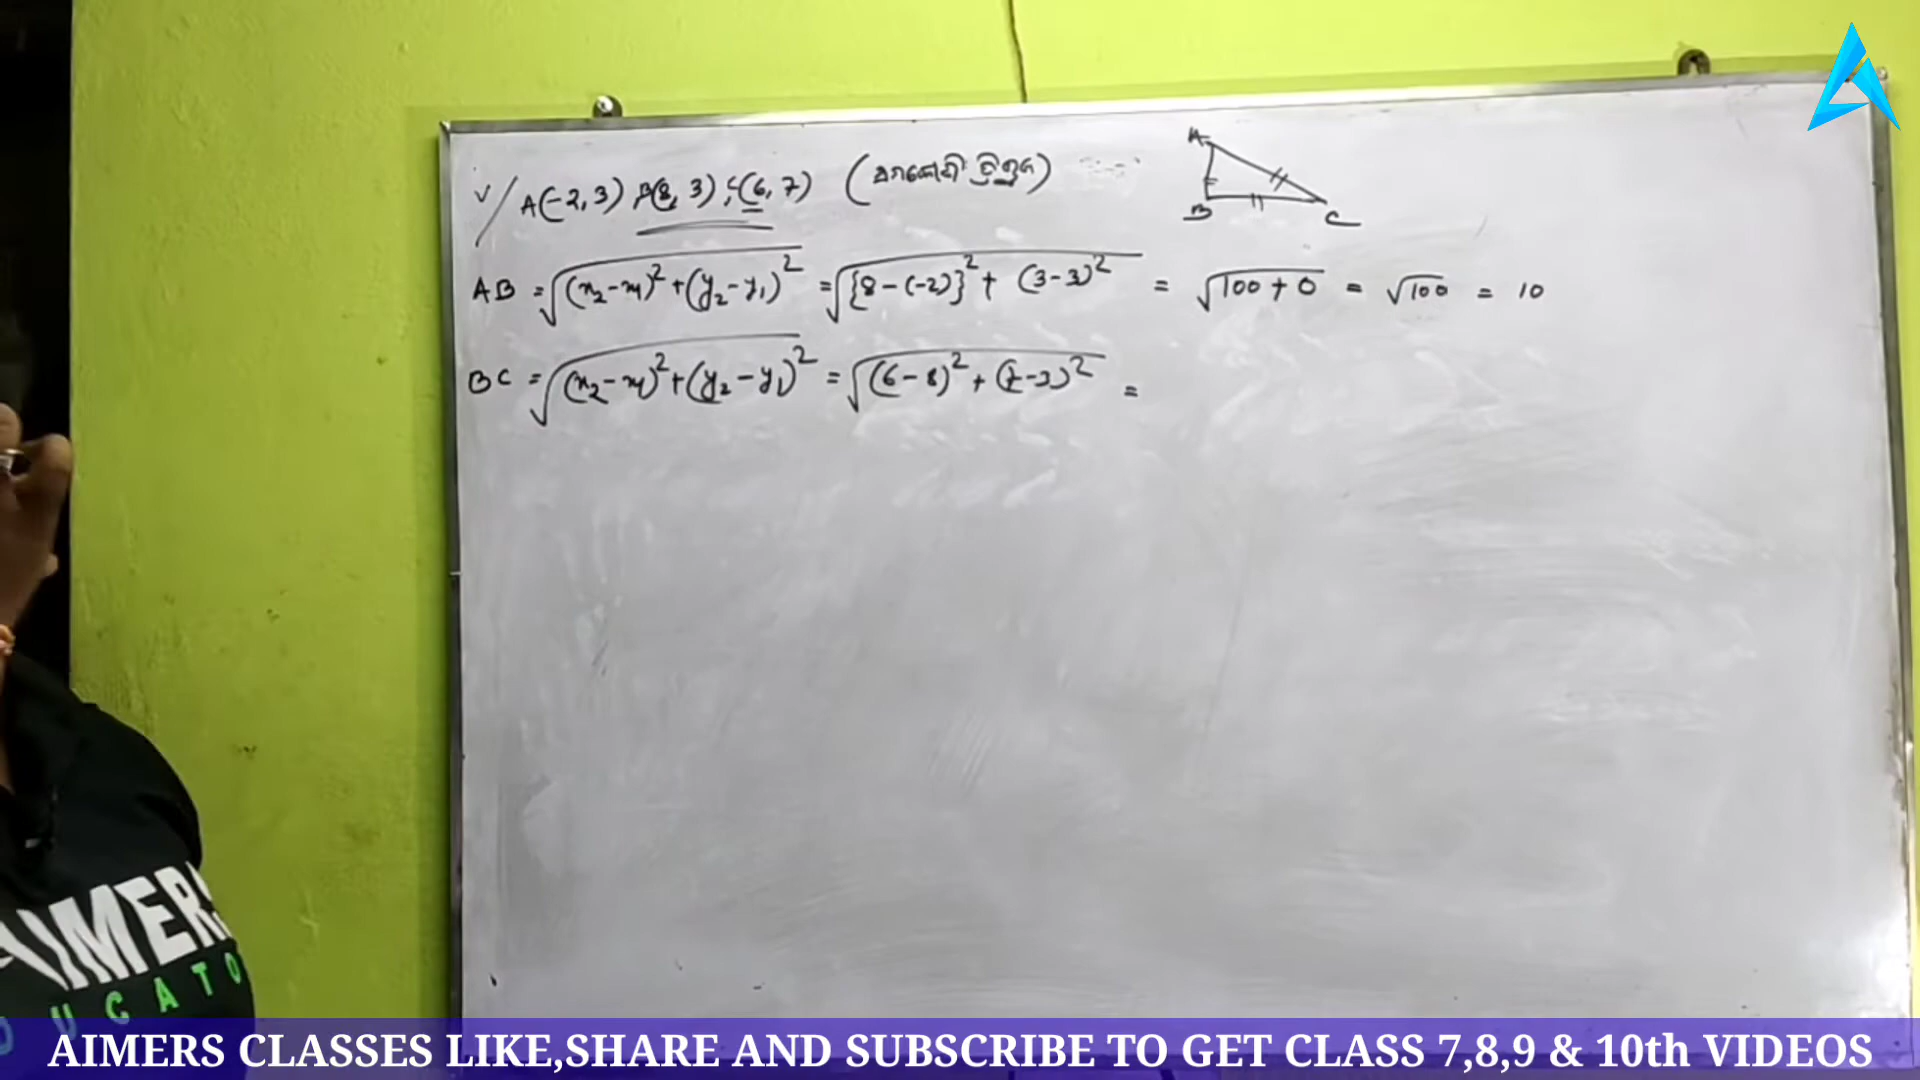 A(-2, 3) , B(8, 3) , C(6, 7) (ସମକୋଣୀ ତ୍ରିଭୁଜ)
A
B
C
AB = √(x₂-x₁)²+(y₂-y₁)² = √{8-(-2)}²+(3-3)² = √100+0 = √100 = 10
BC = √(x₂-x₁)²+(y₂-y₁)² = √(6-8)²+(7-3)² =
AIMERS
UCATO
AIMERS CLASSES LIKE,SHARE AND SUBSCRIBE TO GET CLASS 7,8,9 & 10th VIDEOS